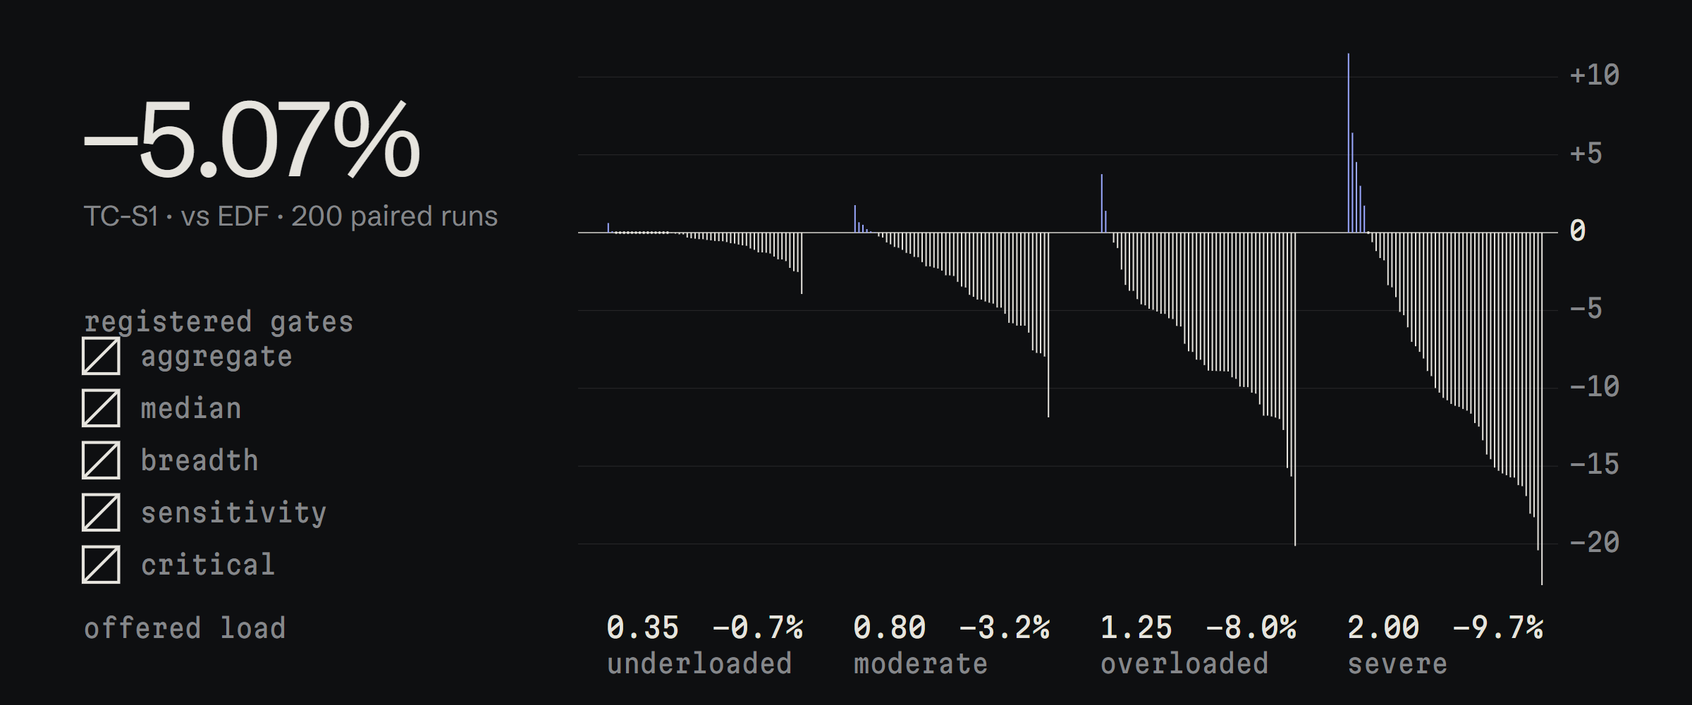 −5.07%
TC-S1 · vs EDF · 200 paired runs
registered gates
aggregate
median
breadth
sensitivity
critical
offered load
+10
+5
0
−5
−10
−15
−20
0.35 −0.7%
underloaded
0.80 −3.2%
moderate
1.25 −8.0%
overloaded
2.00 −9.7%
severe